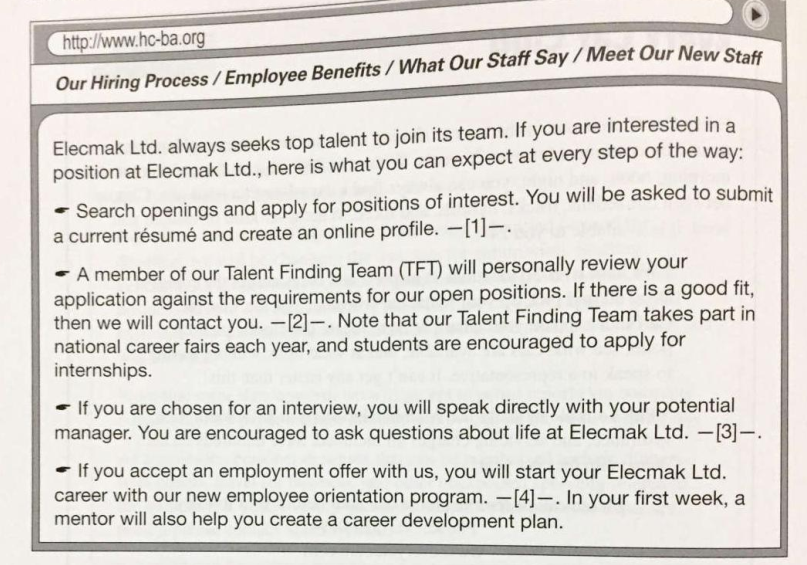 http://www.hc-ba.org
Our Hiring Process / Employee Benefits / What Our Staff Say / Meet Our New Staff
Elecmak Ltd. always seeks top talent to join its team. If you are interested in a
position at Elecmak Ltd., here is what you can expect at every step of the way:
Search openings and apply for positions of interest. You will be asked to submit
a current résumé and create an online profile. —[1]—.
A member of our Talent Finding Team (TFT) will personally review your
application against the requirements for our open positions. If there is a good fit,
then we will contact you. —[2]—. Note that our Talent Finding Team takes part in
national career fairs each year, and students are encouraged to apply for
internships.
If you are chosen for an interview, you will speak directly with your potential
manager. You are encouraged to ask questions about life at Elecmak Ltd. —[3]—.
If you accept an employment offer with us, you will start your Elecmak Ltd.
career with our new employee orientation program. —[4]—. In your first week, a
mentor will also help you create a career development plan.